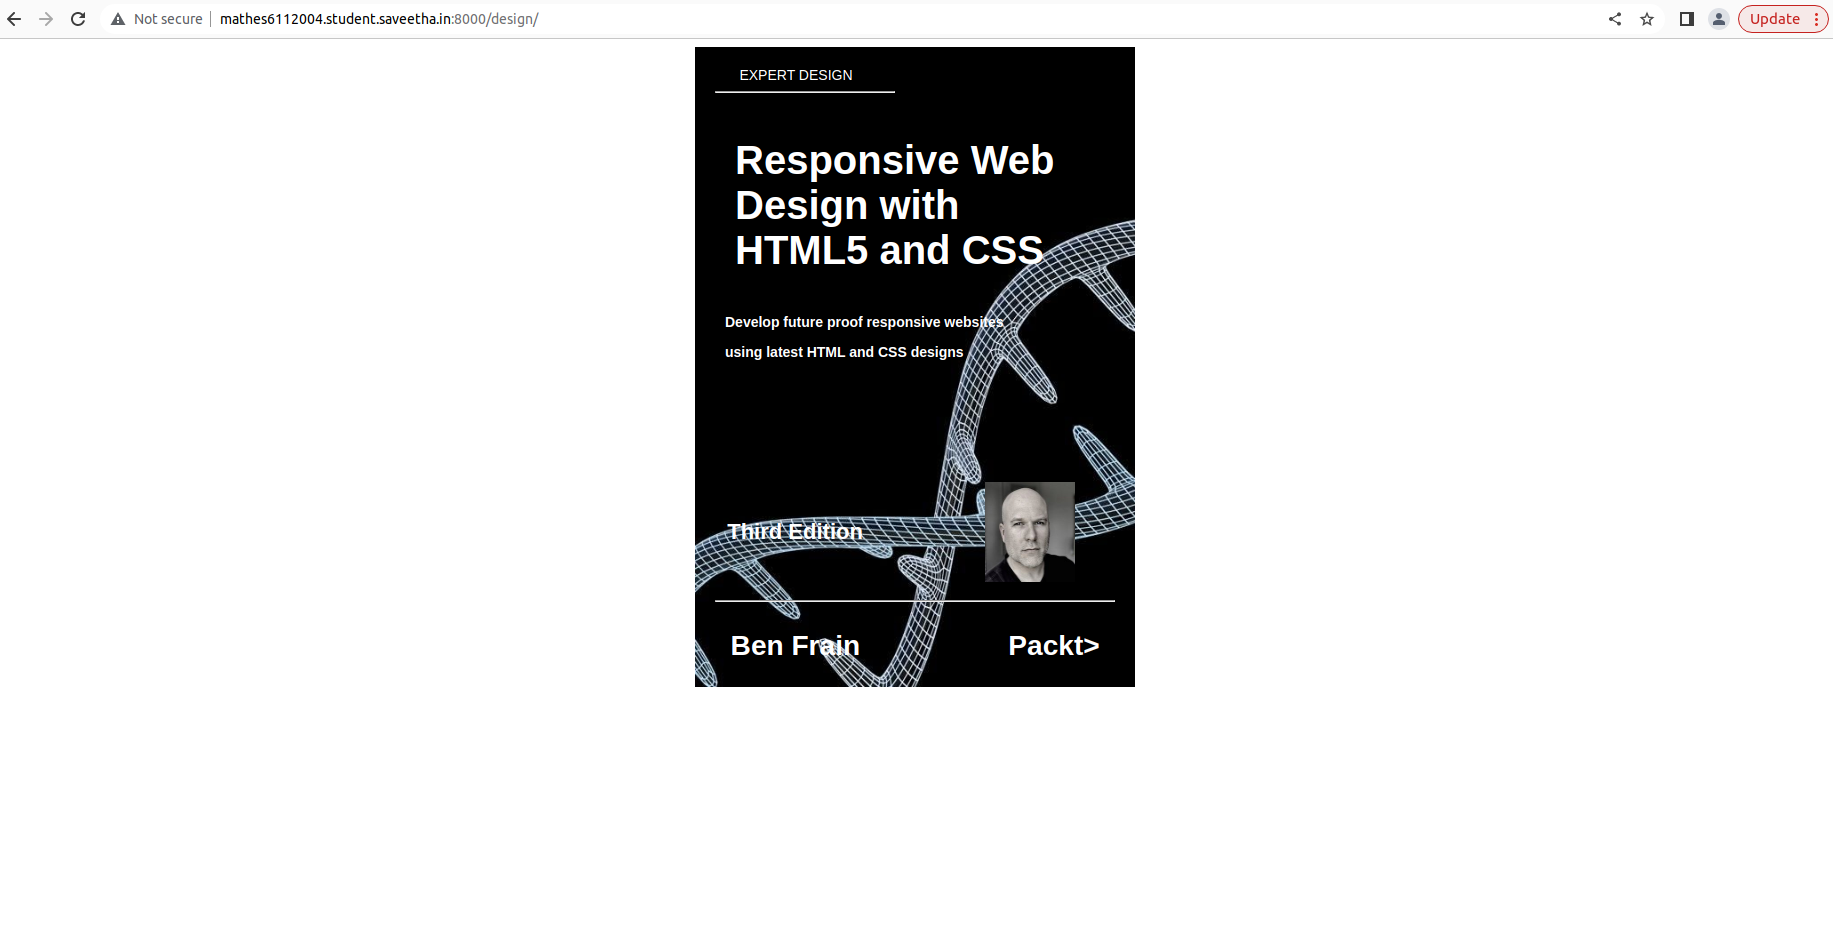 Not secure | mathes6112004.student.saveetha.in:8000/design/ Update
EXPERT DESIGN
Responsive Web
Design with
HTML5 and CSS
Develop future proof responsive websites
using latest HTML and CSS designs
Third Edition
Ben Frain Packt>